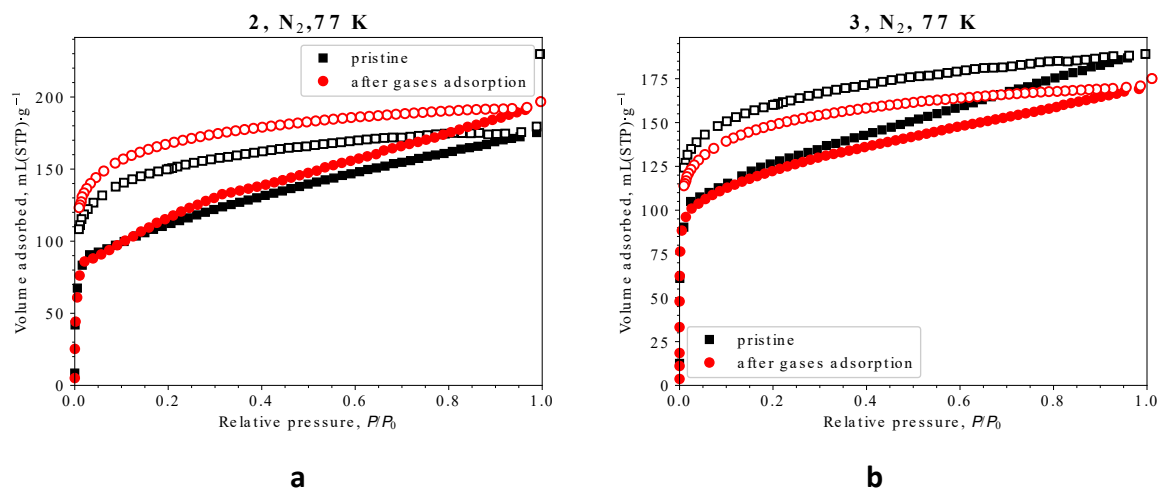 2, N₂,77 K
Volume adsorbed, mL(STP)·g⁻¹
200
150
100
50
0
pristine
after gases adsorption
0.0 0.2 0.4 0.6 0.8 1.0
Relative pressure, P/P₀
a
3, N₂, 77 K
Volume adsorbed, mL(STP)·g⁻¹
175
150
125
100
75
50
25
0
pristine
after gases adsorption
0.0 0.2 0.4 0.6 0.8 1.0
Relative pressure, P/P₀
b